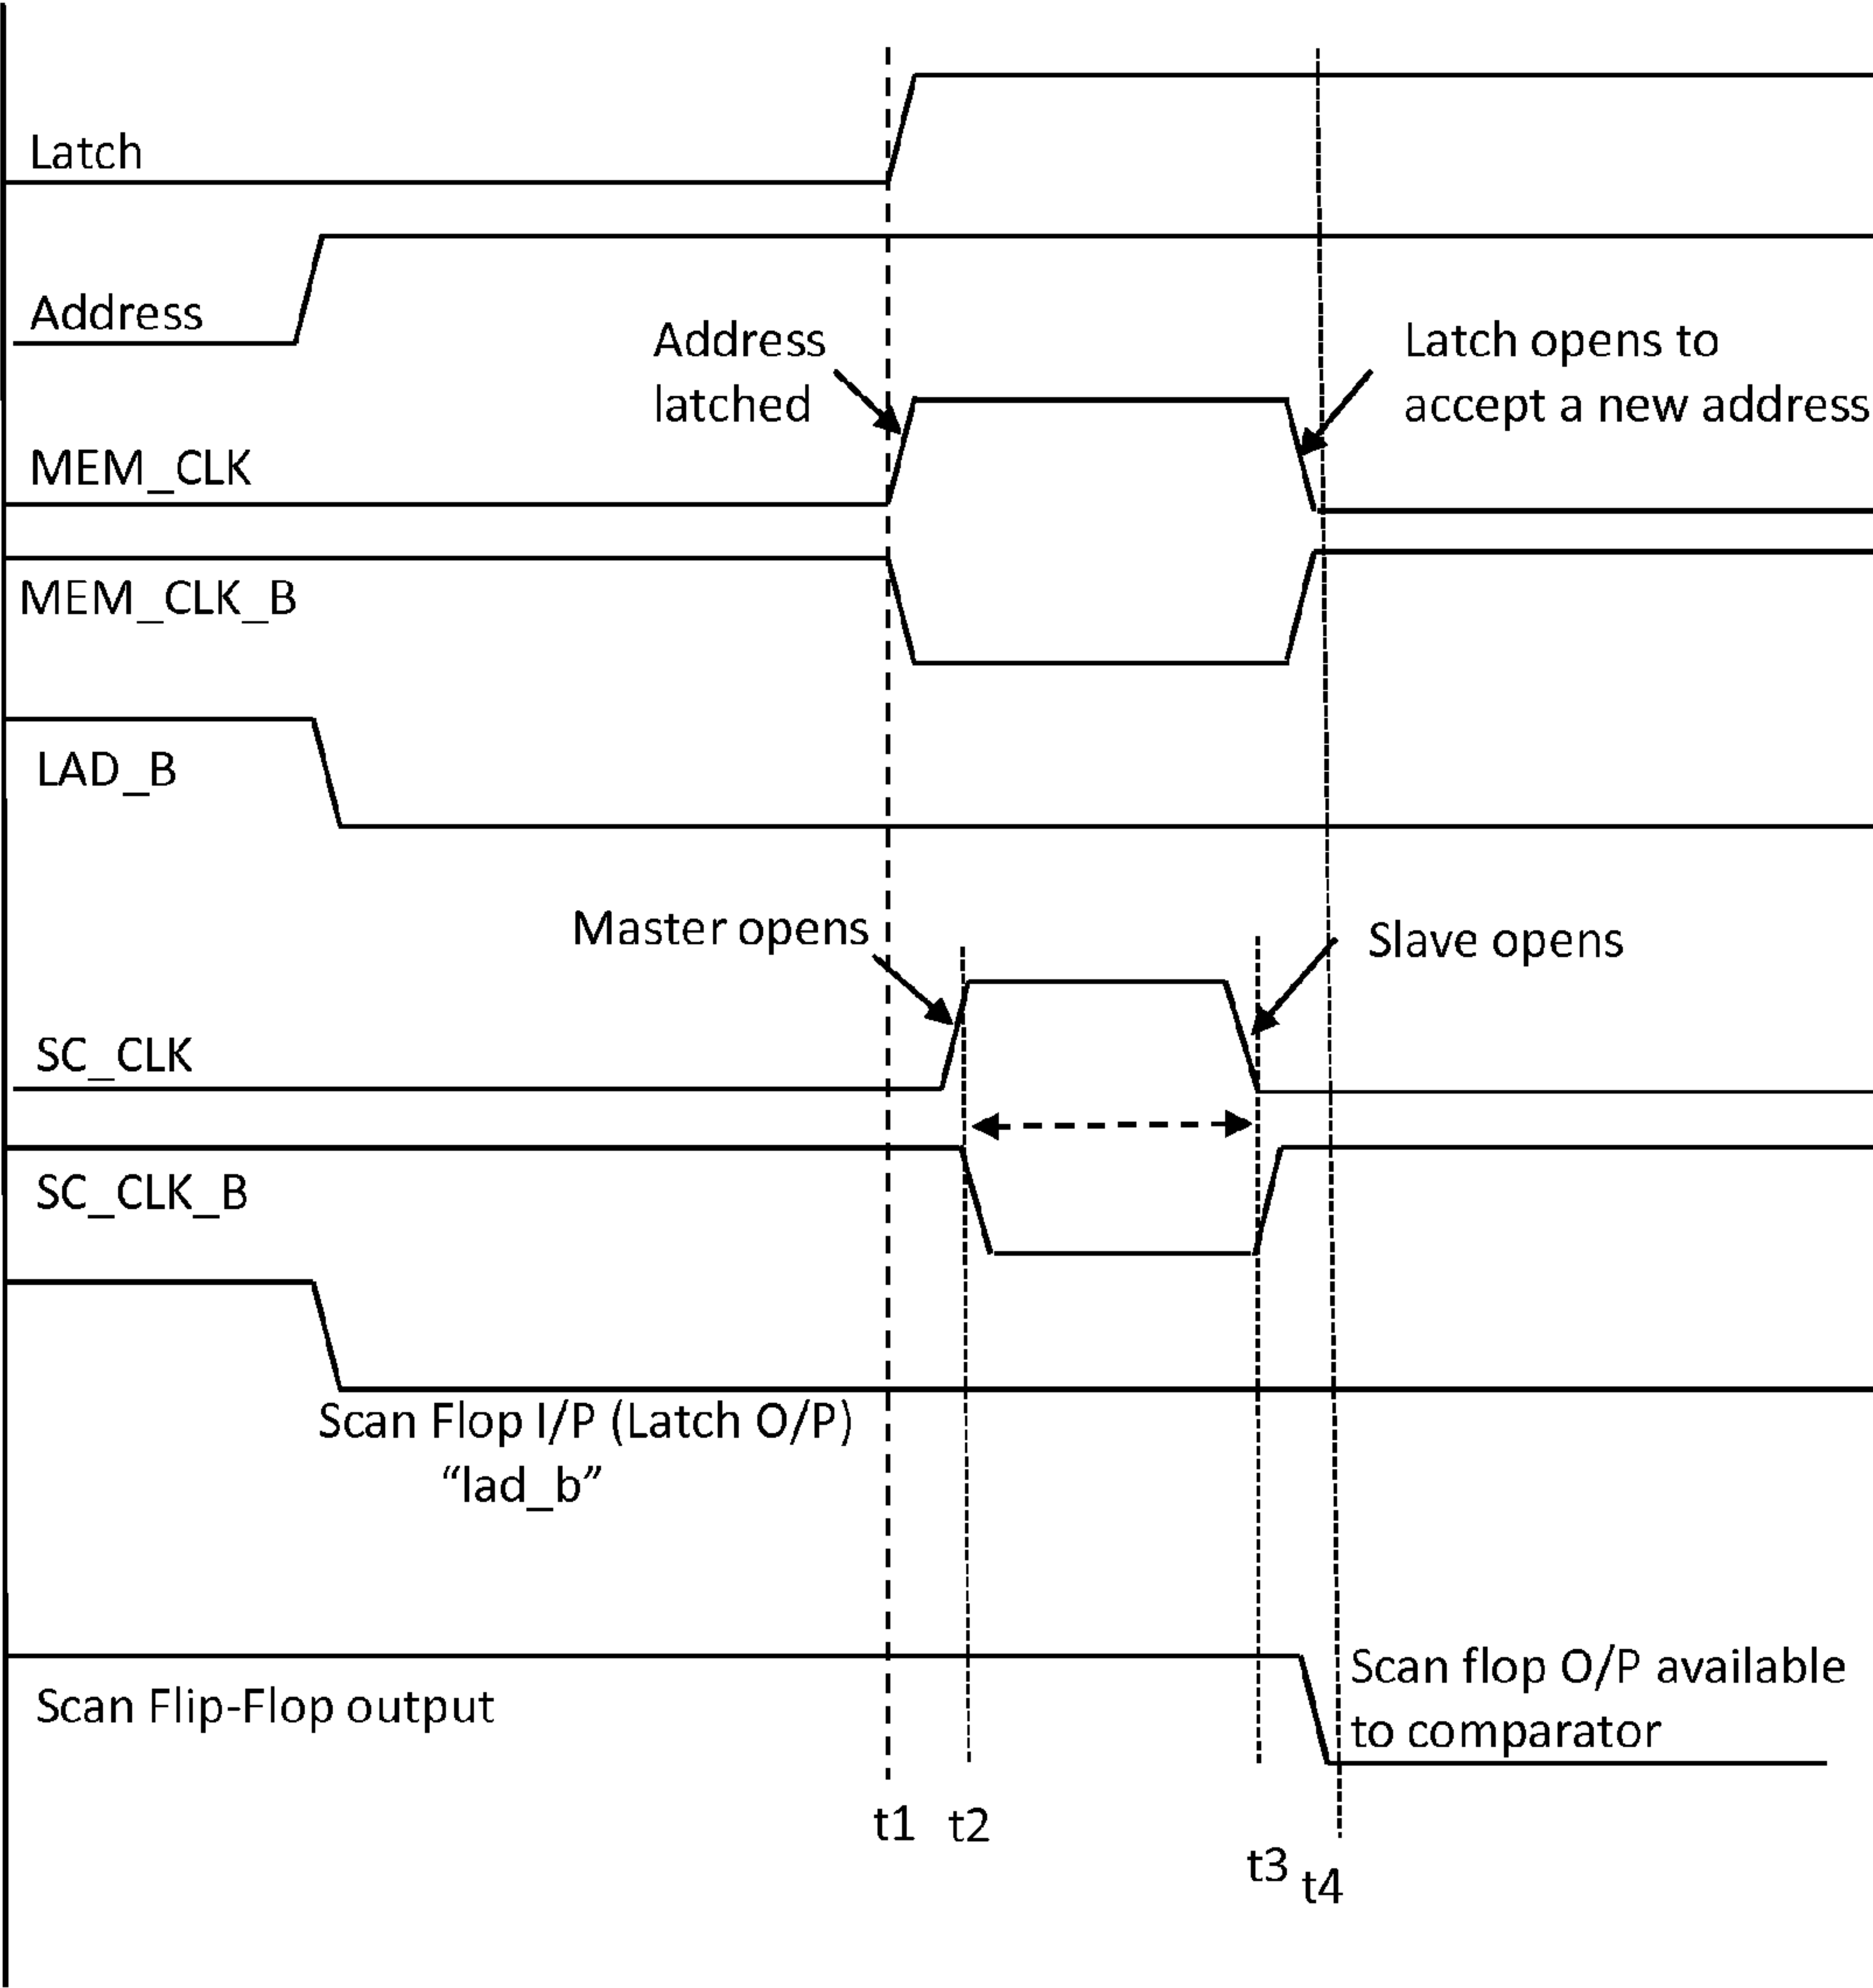 Latch
Address
Address
latched
Latch opens to
accept a new address
MEM_CLK
MEM_CLK_B
LAD_B
Master opens
Slave opens
SC_CLK
SC_CLK_B
Scan Flop I/P (Latch O/P)
“lad_b”
Scan Flip-Flop output
Scan flop O/P available
to comparator
t1
t2
t3
t4